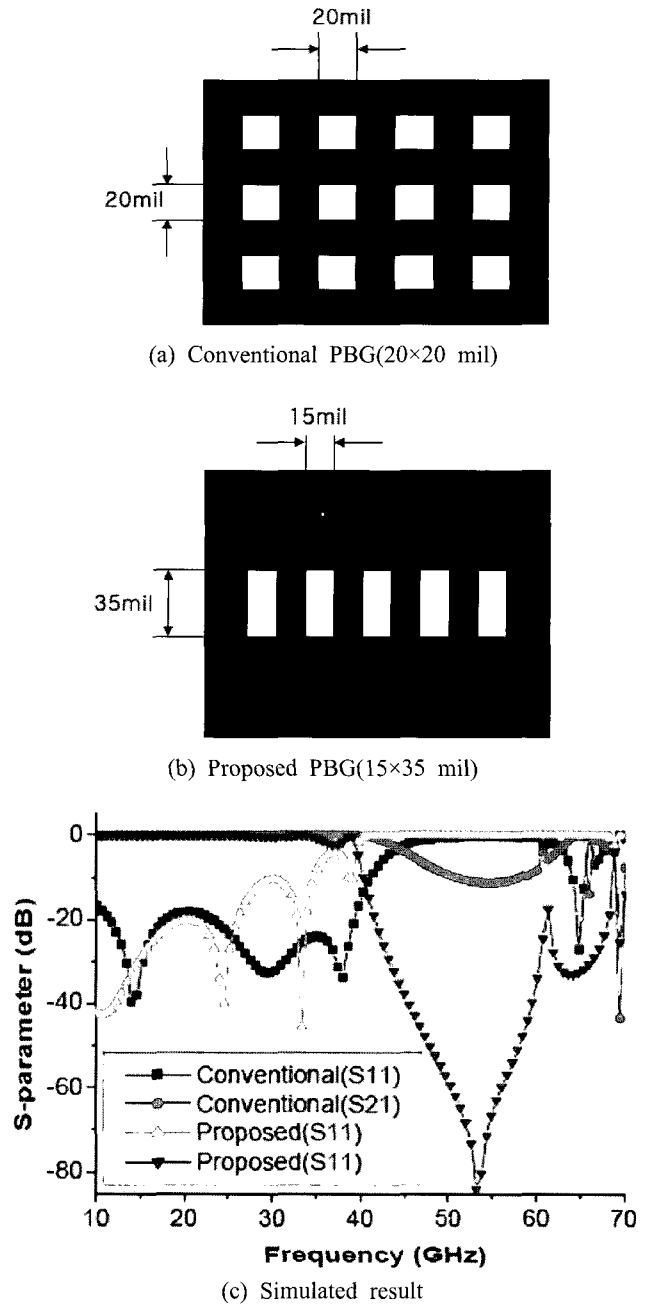 20mil
20mil
(a) Conventional PBG(20×20 mil)
15mil
35mil
(b) Proposed PBG(15×35 mil)
S-parameter (dB)
0
-20
-40
-60
-80
Conventional(S11)
Conventional(S21)
Proposed(S11)
Proposed(S11)
10 20 30 40 50 60 70
Frequency (GHz)
(c) Simulated result